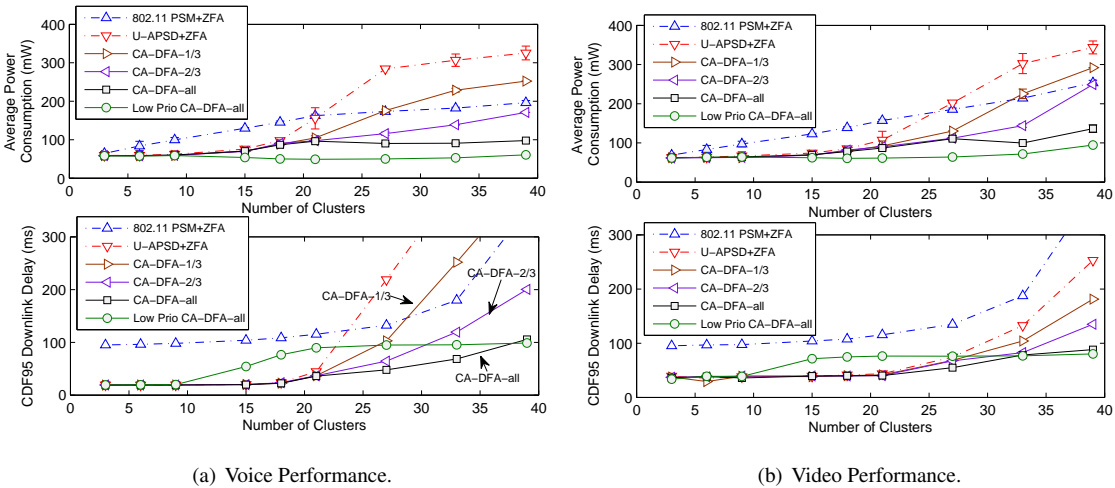 400
300
200
100
0
Average Power
Consumption (mW)
802.11 PSM+ZFA
U−APSD+ZFA
CA−DFA−1/3
CA−DFA−2/3
CA−DFA−all
Low Prio CA−DFA−all
0 5 10 15 20 25 30 35 40
Number of Clusters
300
200
100
0
CDF95 Downlink Delay (ms)
802.11 PSM+ZFA
U−APSD+ZFA
CA−DFA−1/3
CA−DFA−2/3
CA−DFA−all
Low Prio CA−DFA−all
CA−DFA−1/3
CA−DFA−2/3
CA−DFA−all
0 5 10 15 20 25 30 35 40
Number of Clusters
(a) Voice Performance.
400
300
200
100
0
Average Power
Consumption (mW)
802.11 PSM+ZFA
U−APSD+ZFA
CA−DFA−1/3
CA−DFA−2/3
CA−DFA−all
Low Prio CA−DFA−all
0 5 10 15 20 25 30 35 40
Number of Clusters
300
200
100
0
CDF95 Downlink Delay (ms)
802.11 PSM+ZFA
U−APSD+ZFA
CA−DFA−1/3
CA−DFA−2/3
CA−DFA−all
Low Prio CA−DFA−all
0 5 10 15 20 25 30 35 40
Number of Clusters
(b) Video Performance.